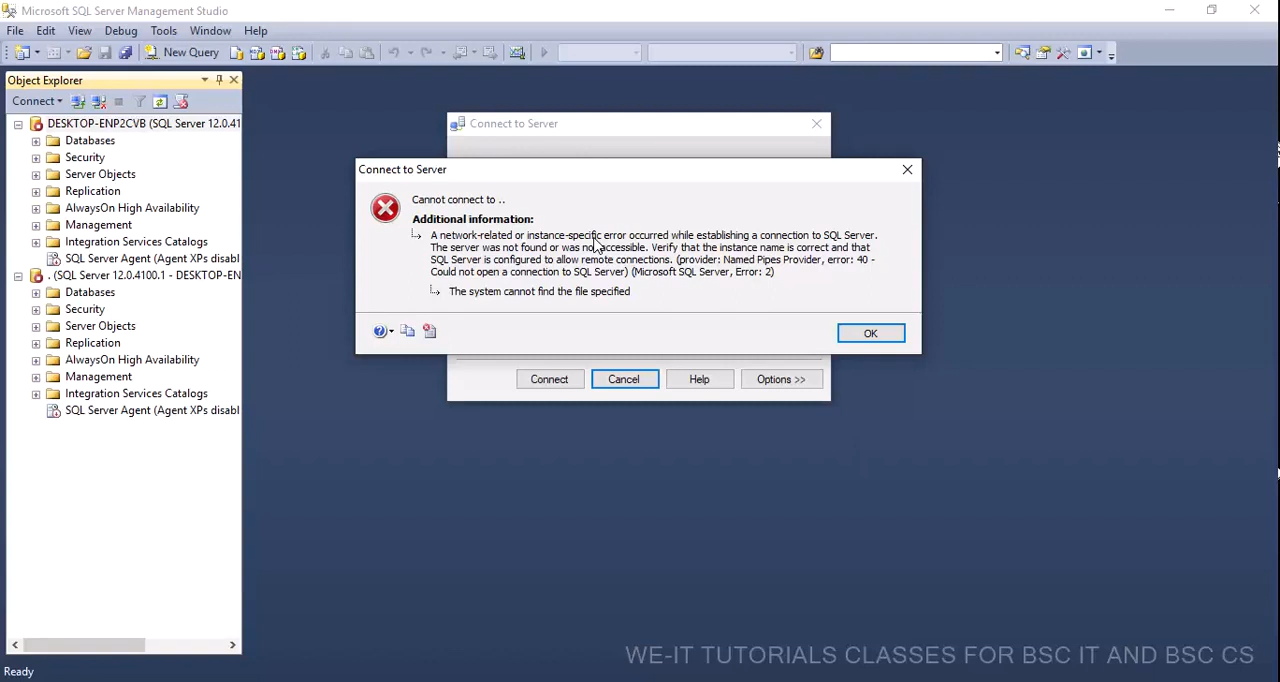 Microsoft SQL Server Management Studio
File Edit View Debug Tools Window Help
New Query
Object Explorer
Connect
DESKTOP-ENP2CVB (SQL Server 12.0.41
Databases
Security
Server Objects
Replication
AlwaysOn High Availability
Management
Integration Services Catalogs
SQL Server Agent (Agent XPs disabl
. (SQL Server 12.0.4100.1 - DESKTOP-EN
Databases
Security
Server Objects
Replication
AlwaysOn High Availability
Management
Integration Services Catalogs
SQL Server Agent (Agent XPs disabl
Connect to Server
Connect to Server
Cannot connect to ..
Additional information:
A network-related or instance-specific error occurred while establishing a connection to SQL Server.
The server was not found or was not accessible. Verify that the instance name is correct and that
SQL Server is configured to allow remote connections. (provider: Named Pipes Provider, error: 40 -
Could not open a connection to SQL Server) (Microsoft SQL Server, Error: 2)
The system cannot find the file specified
OK
Connect Cancel Help Options >>
WE-IT TUTORIALS CLASSES FOR BSC IT AND BSC CS
Ready